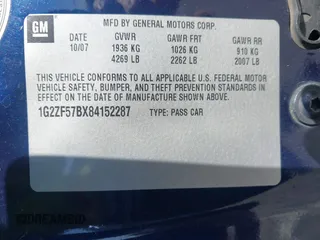 GM
MFD BY GENERAL MOTORS CORP.
DATE GVWR GAWR FRT GAWR RR
10/07 1936 KG 1026 KG 910 KG
4269 LB 2262 LB 2007 LB
THIS VEHICLE CONFORMS TO ALL APPLICABLE U.S. FEDERAL MOTOR
VEHICLE SAFETY, BUMPER, AND THEFT PREVENTION STANDARDS IN
EFFECT ON THE DATE OF MANUFACTURE SHOWN ABOVE.
1G2ZF57BX84152287 TYPE: PASS CAR
DREAMBID